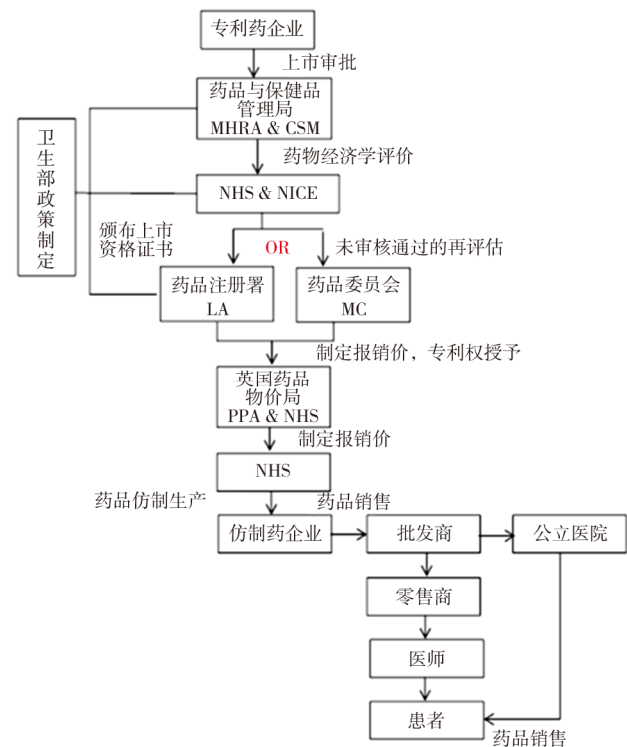 专利药企业
上市审批
药品与保健品
管理局
MHRA & CSM
卫生部政策制定
药物经济学评价
NHS & NICE
颁布上市
资格证书
OR
未审核通过的再评估
药品注册署
LA
药品委员会
MC
制定报销价，专利权授予
英国药品
物价局
PPA & NHS
制定报销价
NHS
药品仿制生产
药品销售
仿制药企业
批发商
公立医院
零售商
医师
患者
药品销售